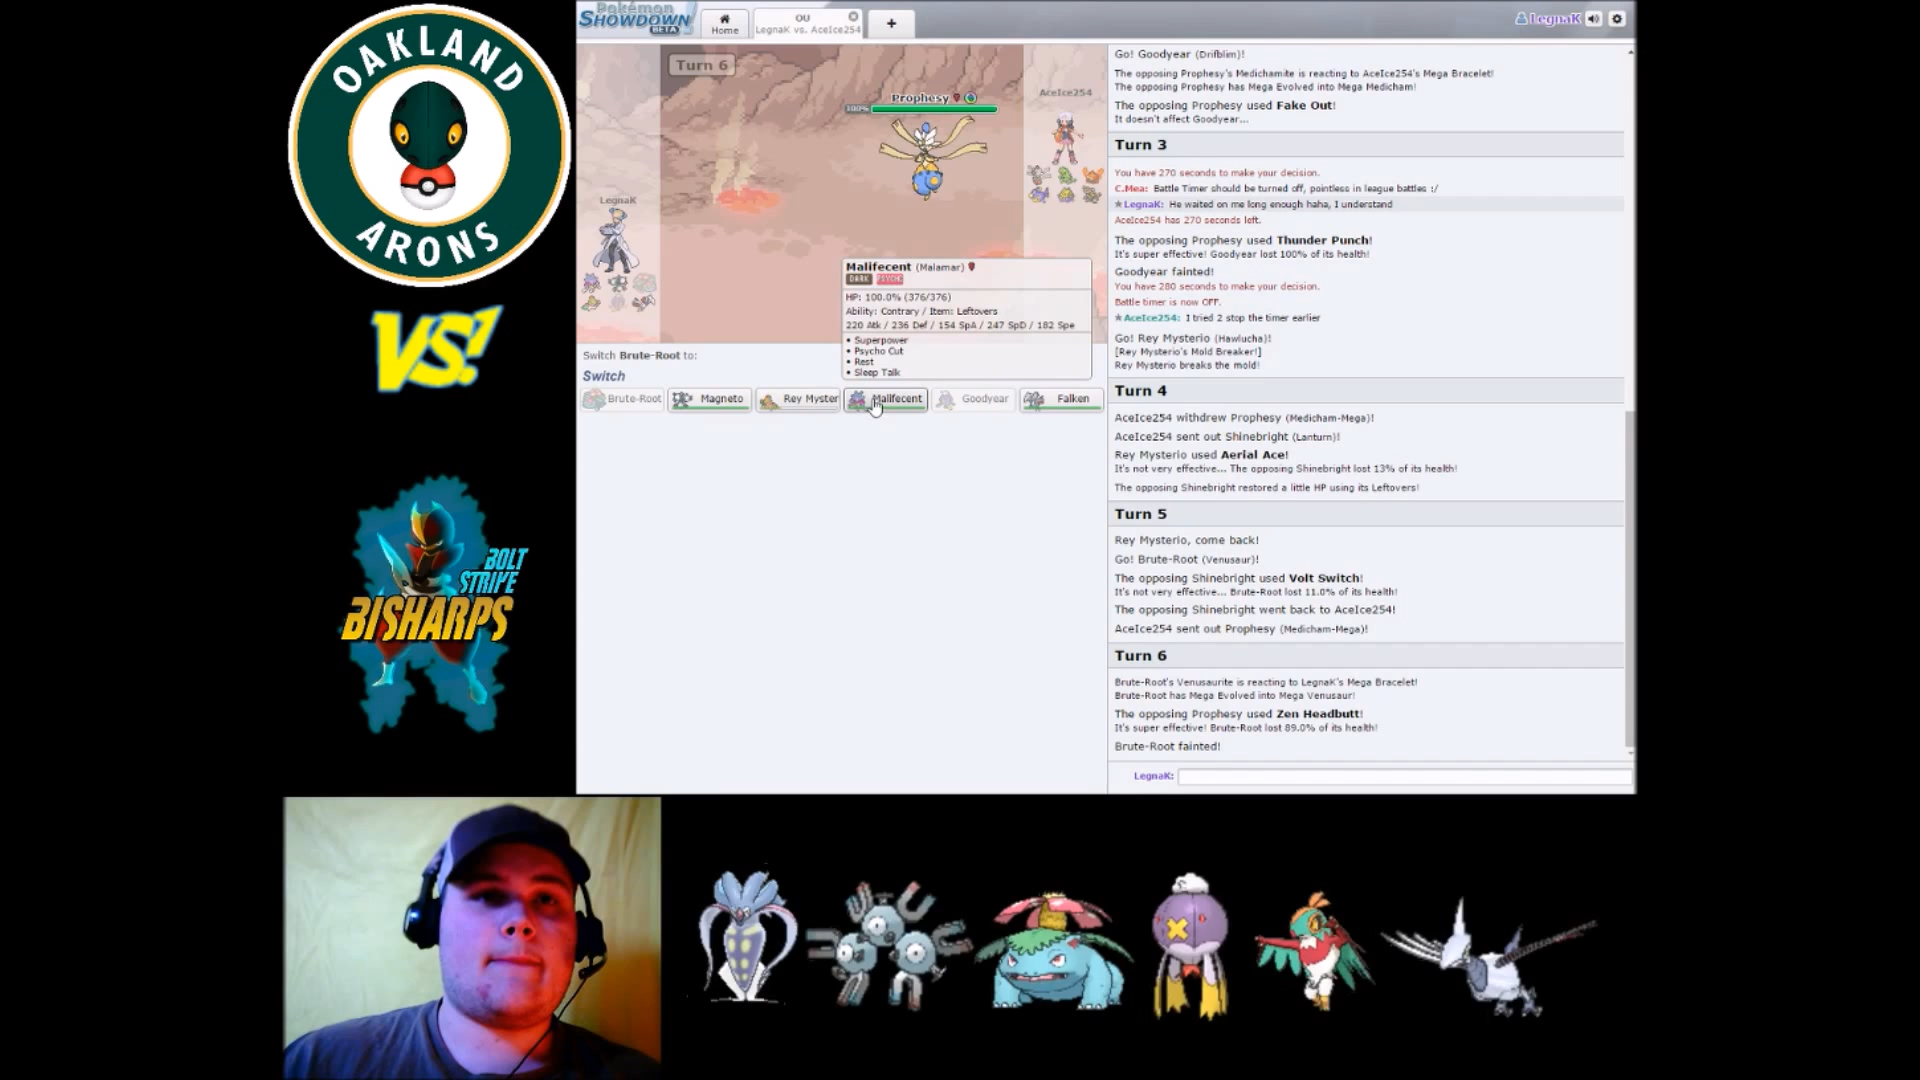 OAKLAND
ARONS
VS!
BOLT
STRIKE
BISHARPS
Pokémon
SHOWDOWN!
BETA
Home
OU
LegnaK vs. AceIce254
+
LegnaK
Turn 6
Prophesy
100%
AceIce254
LegnaK
Malifecent (Malamar)
DARK PSYCHC
HP: 100.0% (376/376)
Ability: Contrary / Item: Leftovers
220 Atk / 236 Def / 154 SpA / 247 SpD / 182 Spe
• Superpower
• Psycho Cut
• Rest
• Sleep Talk
Switch Brute-Root to:
Switch
Brute-Root
Magneto
Rey Myster
Malifecent
Goodyear
Falken
Go! Goodyear (Drifblim)!
The opposing Prophesy's Medichamite is reacting to AceIce254's Mega Bracelet!
The opposing Prophesy has Mega Evolved into Mega Medicham!
The opposing Prophesy used Fake Out!
It doesn't affect Goodyear...
Turn 3
You have 270 seconds to make your decision.
C.Mea: Battle Timer should be turned off, pointless in league battles :/
★LegnaK: He waited on me long enough haha, I understand
AceIce254 has 270 seconds left.
The opposing Prophesy used Thunder Punch!
It's super effective! Goodyear lost 100% of its health!
Goodyear fainted!
You have 280 seconds to make your decision.
Battle timer is now OFF.
★AceIce254: I tried 2 stop the timer earlier
Go! Rey Mysterio (Hawlucha)!
[Rey Mysterio's Mold Breaker!]
Rey Mysterio breaks the mold!
Turn 4
AceIce254 withdrew Prophesy (Medicham-Mega)!
AceIce254 sent out Shinebright (Lanturn)!
Rey Mysterio used Aerial Ace!
It's not very effective... The opposing Shinebright lost 13% of its health!
The opposing Shinebright restored a little HP using its Leftovers!
Turn 5
Rey Mysterio, come back!
Go! Brute-Root (Venusaur)!
The opposing Shinebright used Volt Switch!
It's not very effective... Brute-Root lost 11.0% of its health!
The opposing Shinebright went back to AceIce254!
AceIce254 sent out Prophesy (Medicham-Mega)!
Turn 6
Brute-Root's Venusaurite is reacting to LegnaK's Mega Bracelet!
Brute-Root has Mega Evolved into Mega Venusaur!
The opposing Prophesy used Zen Headbutt!
It's super effective! Brute-Root lost 89.0% of its health!
Brute-Root fainted!
LegnaK: